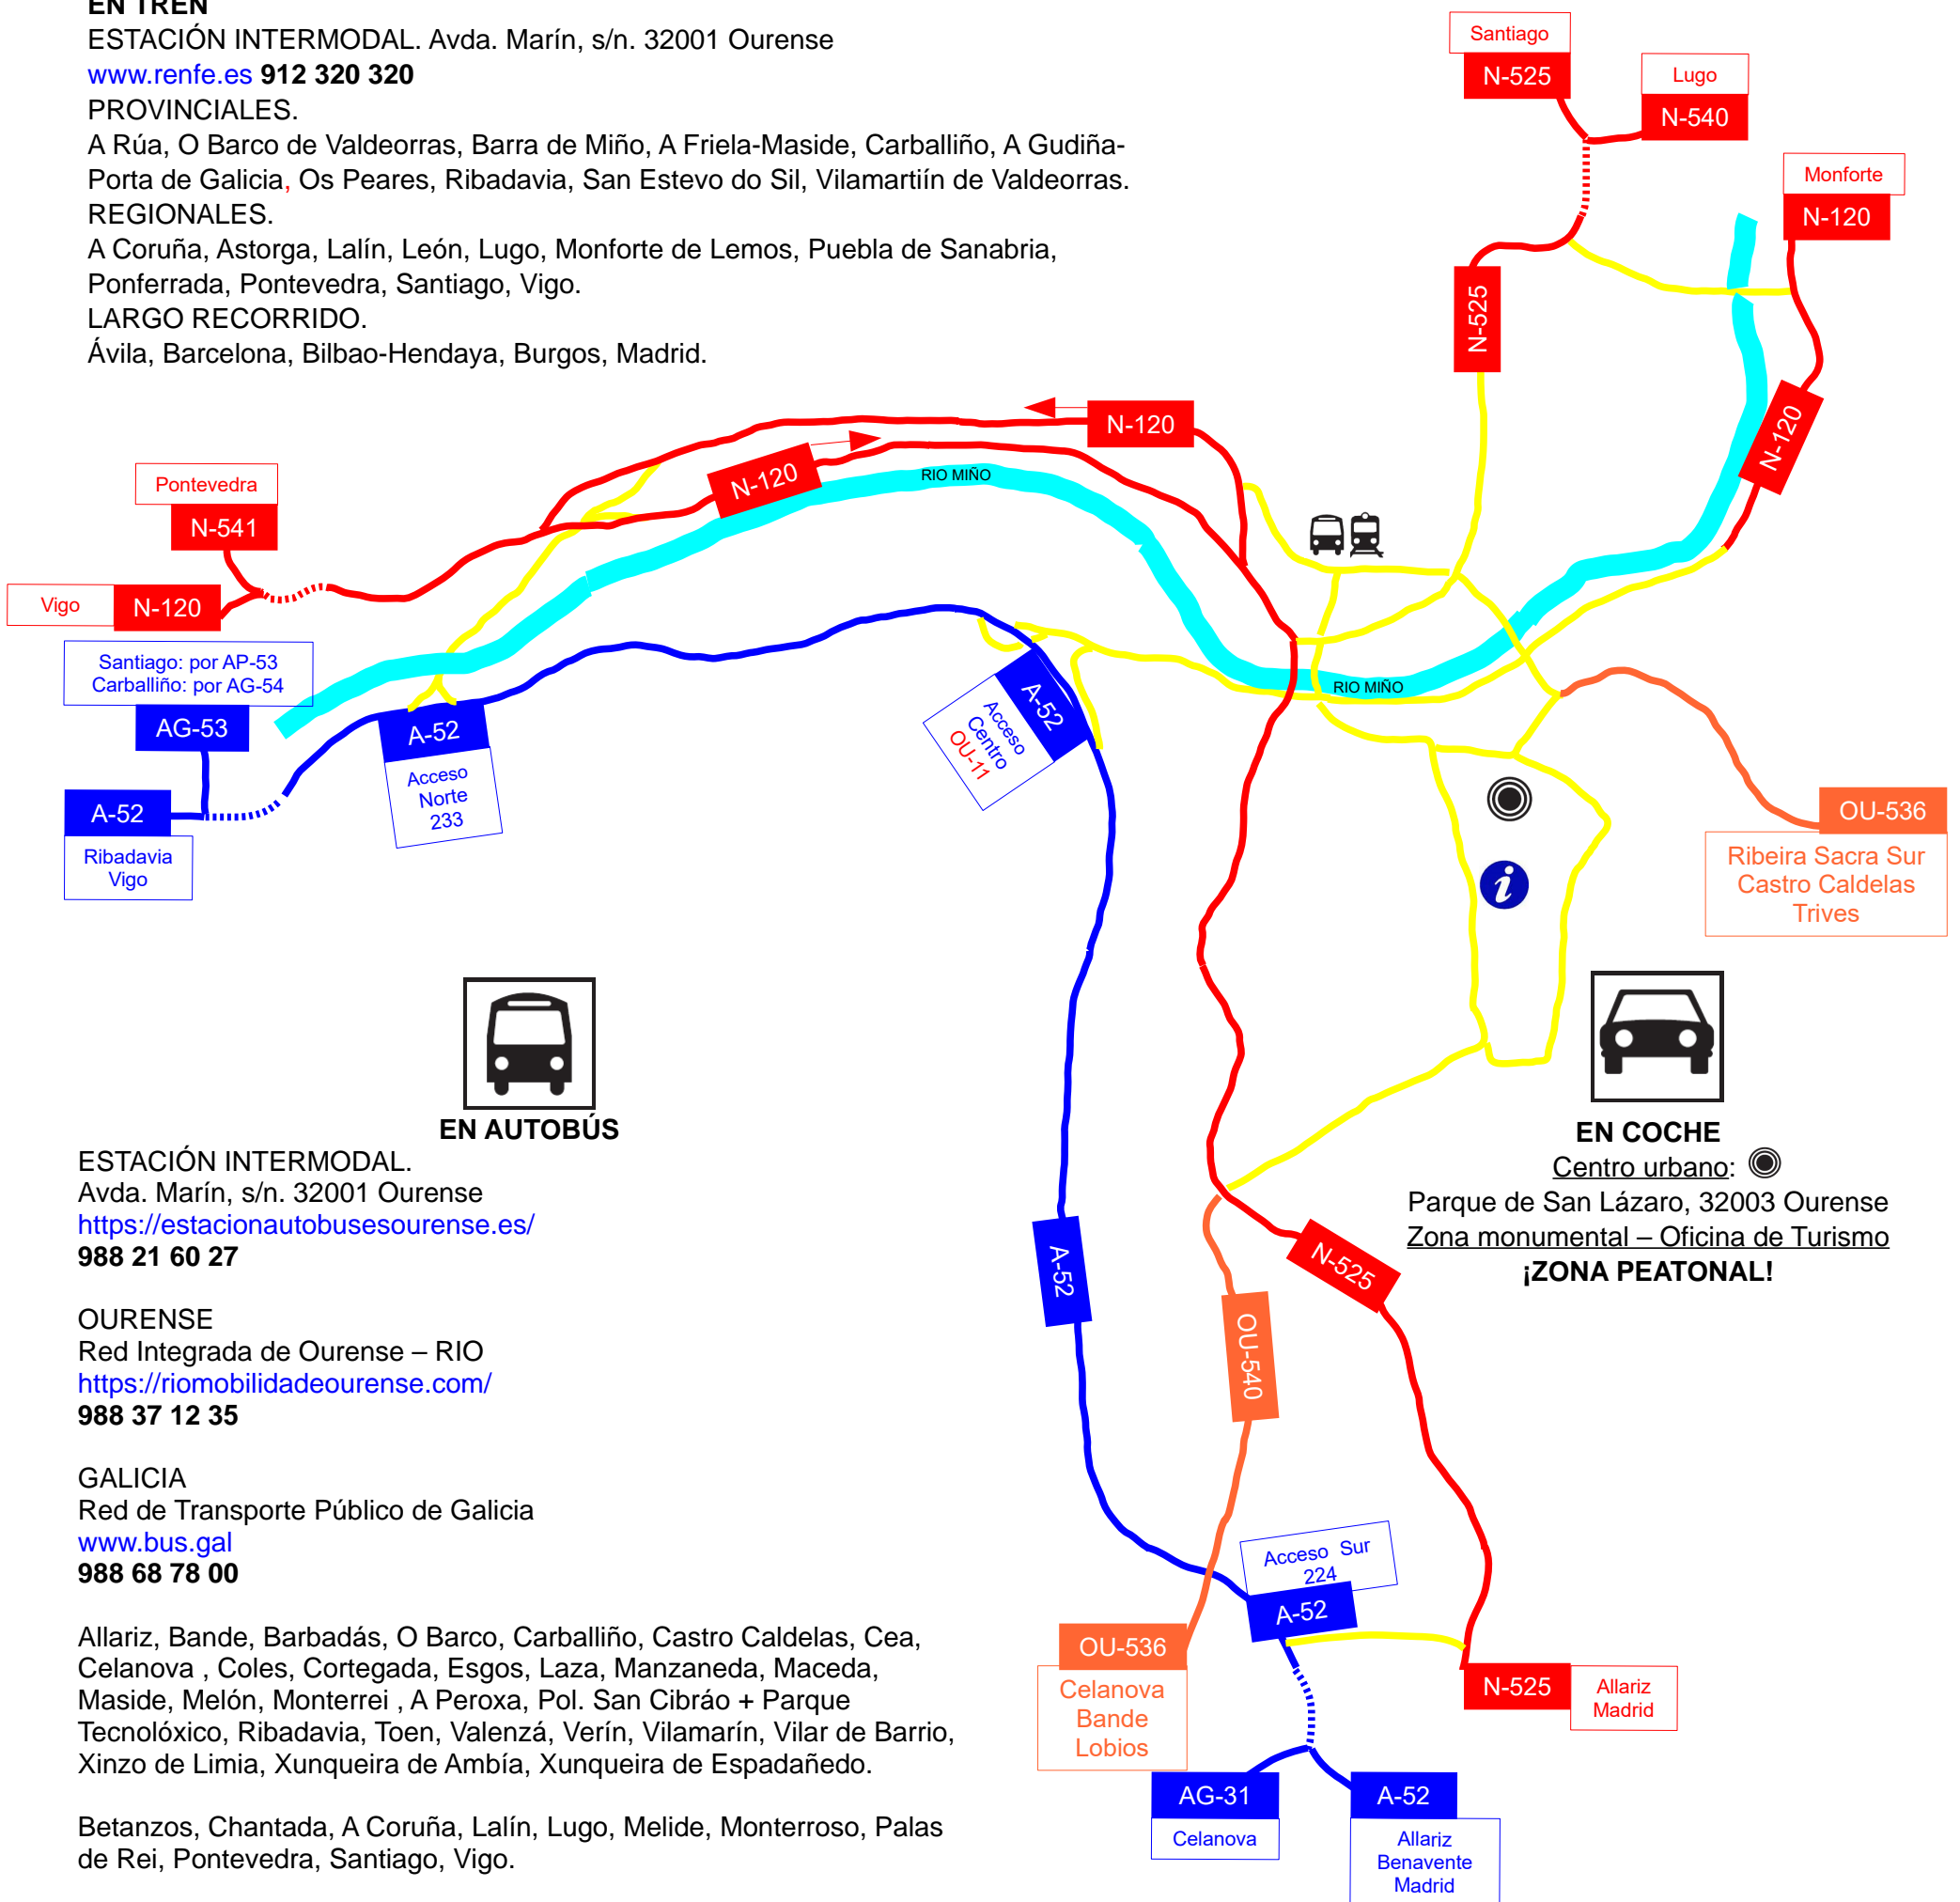 EN TREN
ESTACIÓN INTERMODAL. Avda. Marín, s/n. 32001 Ourense
www.renfe.es 912 320 320
PROVINCIALES.
A Rúa, O Barco de Valdeorras, Barra de Miño, A Friela-Maside, Carballiño, A Gudiña-
Porta de Galicia, Os Peares, Ribadavia, San Estevo do Sil, Vilamartiín de Valdeorras.
REGIONALES.
A Coruña, Astorga, Lalín, León, Lugo, Monforte de Lemos, Puebla de Sanabria,
Ponferrada, Pontevedra, Santiago, Vigo.
LARGO RECORRIDO.
Ávila, Barcelona, Bilbao-Hendaya, Burgos, Madrid.
Santiago
N-525
Lugo
N-540
Monforte
N-120
N-525
N-120
N-120
N-120
RIO MIÑO
Pontevedra
N-541
Vigo
N-120
Santiago: por AP-53
Carballiño: por AG-54
AG-53
A-52
Ribadavia
Vigo
A-52
Acceso
Norte
233
A-52
Acceso
Centro
OU-11
RIO MIÑO
OU-536
Ribeira Sacra Sur
Castro Caldelas
Trives
EN AUTOBÚS
ESTACIÓN INTERMODAL.
Avda. Marín, s/n. 32001 Ourense
https://estacionautobusesourense.es/
988 21 60 27
OURENSE
Red Integrada de Ourense – RIO
https://riomobilidadeourense.com/
988 37 12 35
GALICIA
Red de Transporte Público de Galicia
www.bus.gal
988 68 78 00
Allariz, Bande, Barbadás, O Barco, Carballiño, Castro Caldelas, Cea,
Celanova , Coles, Cortegada, Esgos, Laza, Manzaneda, Maceda,
Maside, Melón, Monterrei , A Peroxa, Pol. San Cibráo + Parque
Tecnolóxico, Ribadavia, Toen, Valenzá, Verín, Vilamarín, Vilar de Barrio,
Xinzo de Limia, Xunqueira de Ambía, Xunqueira de Espadañedo.
Betanzos, Chantada, A Coruña, Lalín, Lugo, Melide, Monterroso, Palas
de Rei, Pontevedra, Santiago, Vigo.
EN COCHE
Centro urbano:
Parque de San Lázaro, 32003 Ourense
Zona monumental – Oficina de Turismo
¡ZONA PEATONAL!
A-52
N-525
OU-540
Acceso Sur
224
A-52
OU-536
Celanova
Bande
Lobios
N-525
Allariz
Madrid
AG-31
Celanova
A-52
Allariz
Benavente
Madrid